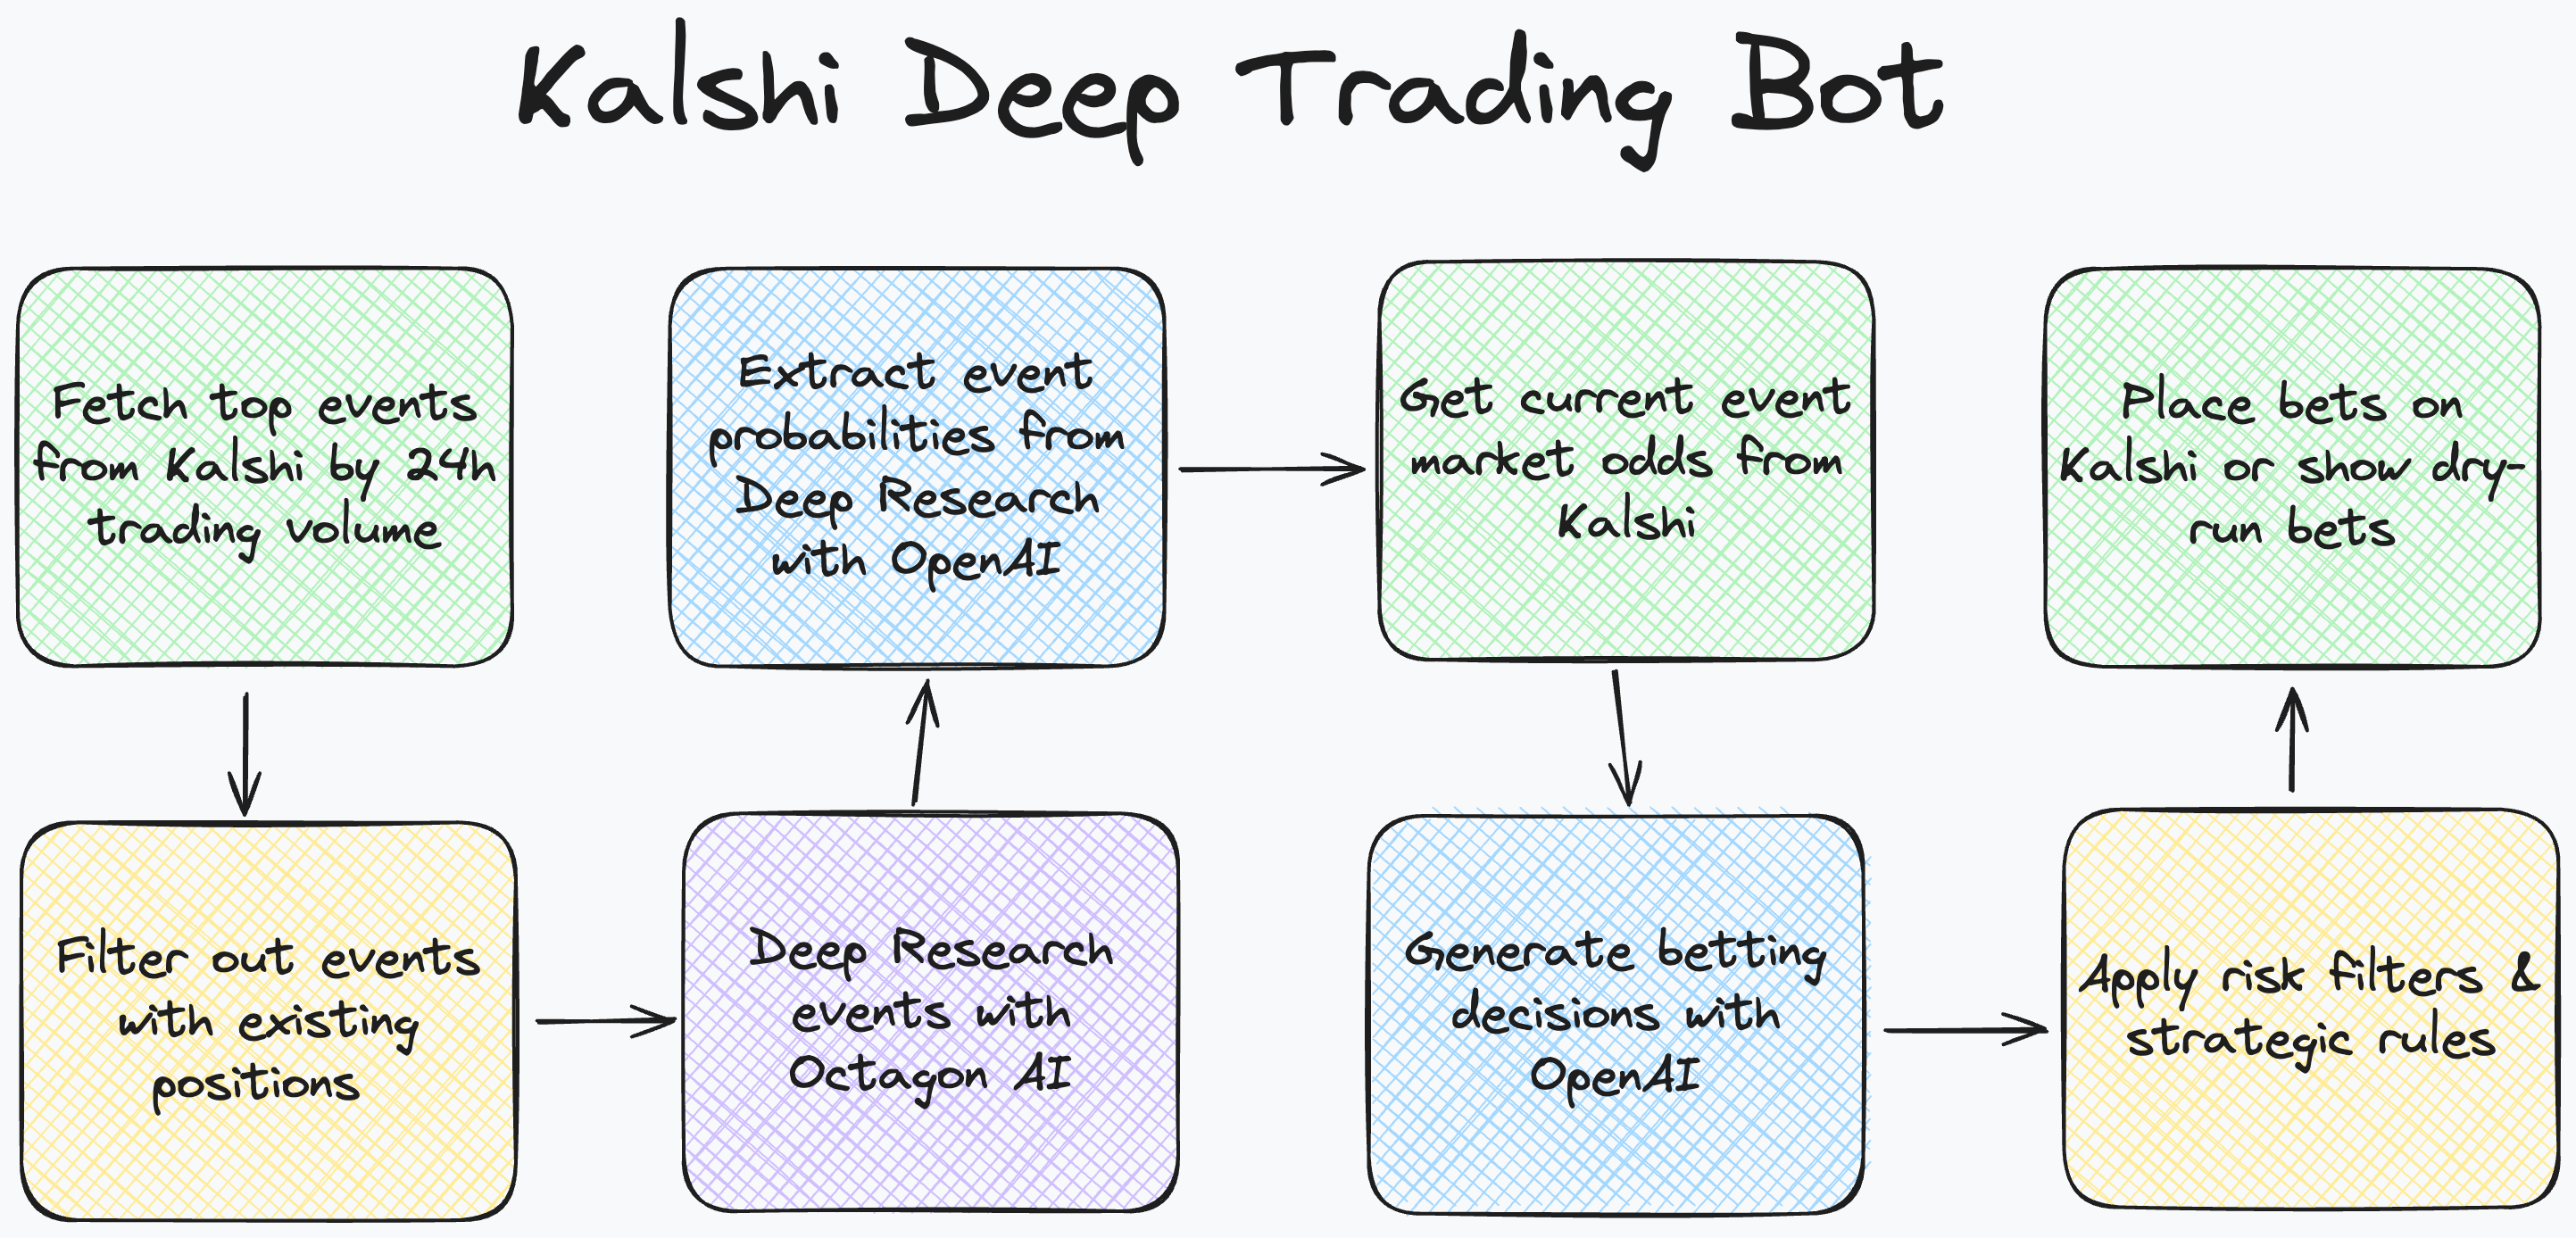 Kalshi Deep Trading Bot
Fetch top events
from Kalshi by 24h
trading volume
Filter out events
with existing
positions
Deep Research
events with
Octagon AI
Extract event
probabilities from
Deep Research
with OpenAI
Get current event
market odds from
Kalshi
Generate betting
decisions with
OpenAI
Apply risk filters &
strategic rules
Place bets on
Kalshi or show dry-
run bets